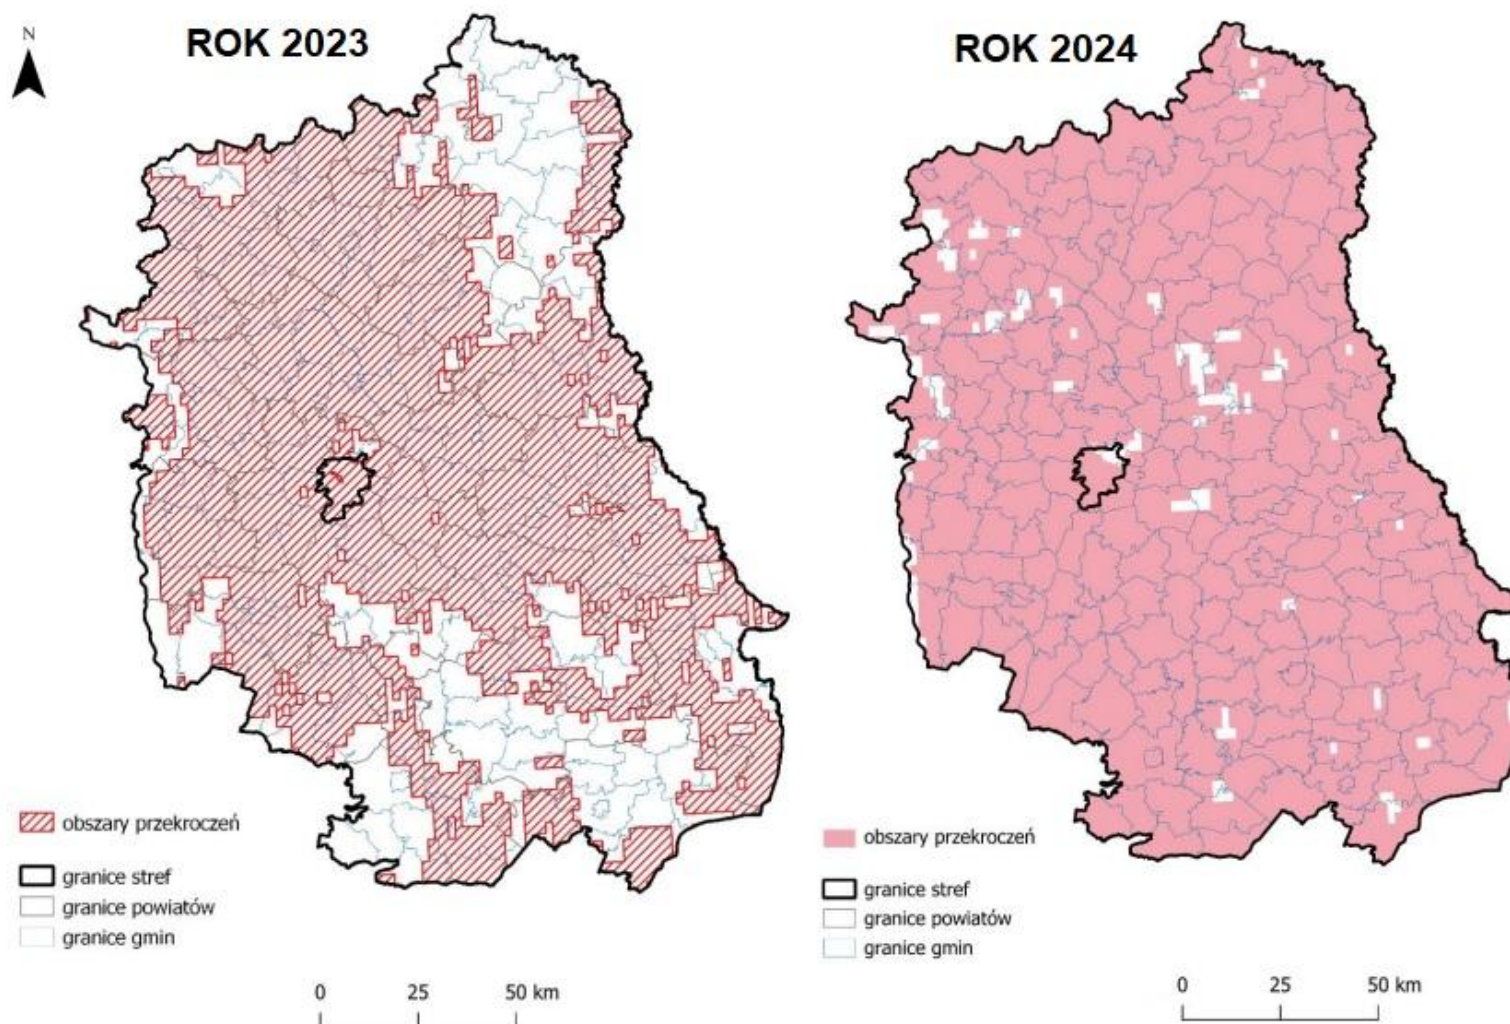 N
ROK 2023
ROK 2024
obszary przekroczeń
granice stref
granice powiatów
granice gmin
0 25 50 km
obszary przekroczeń
granice stref
granice powiatów
granice gmin
0 25 50 km